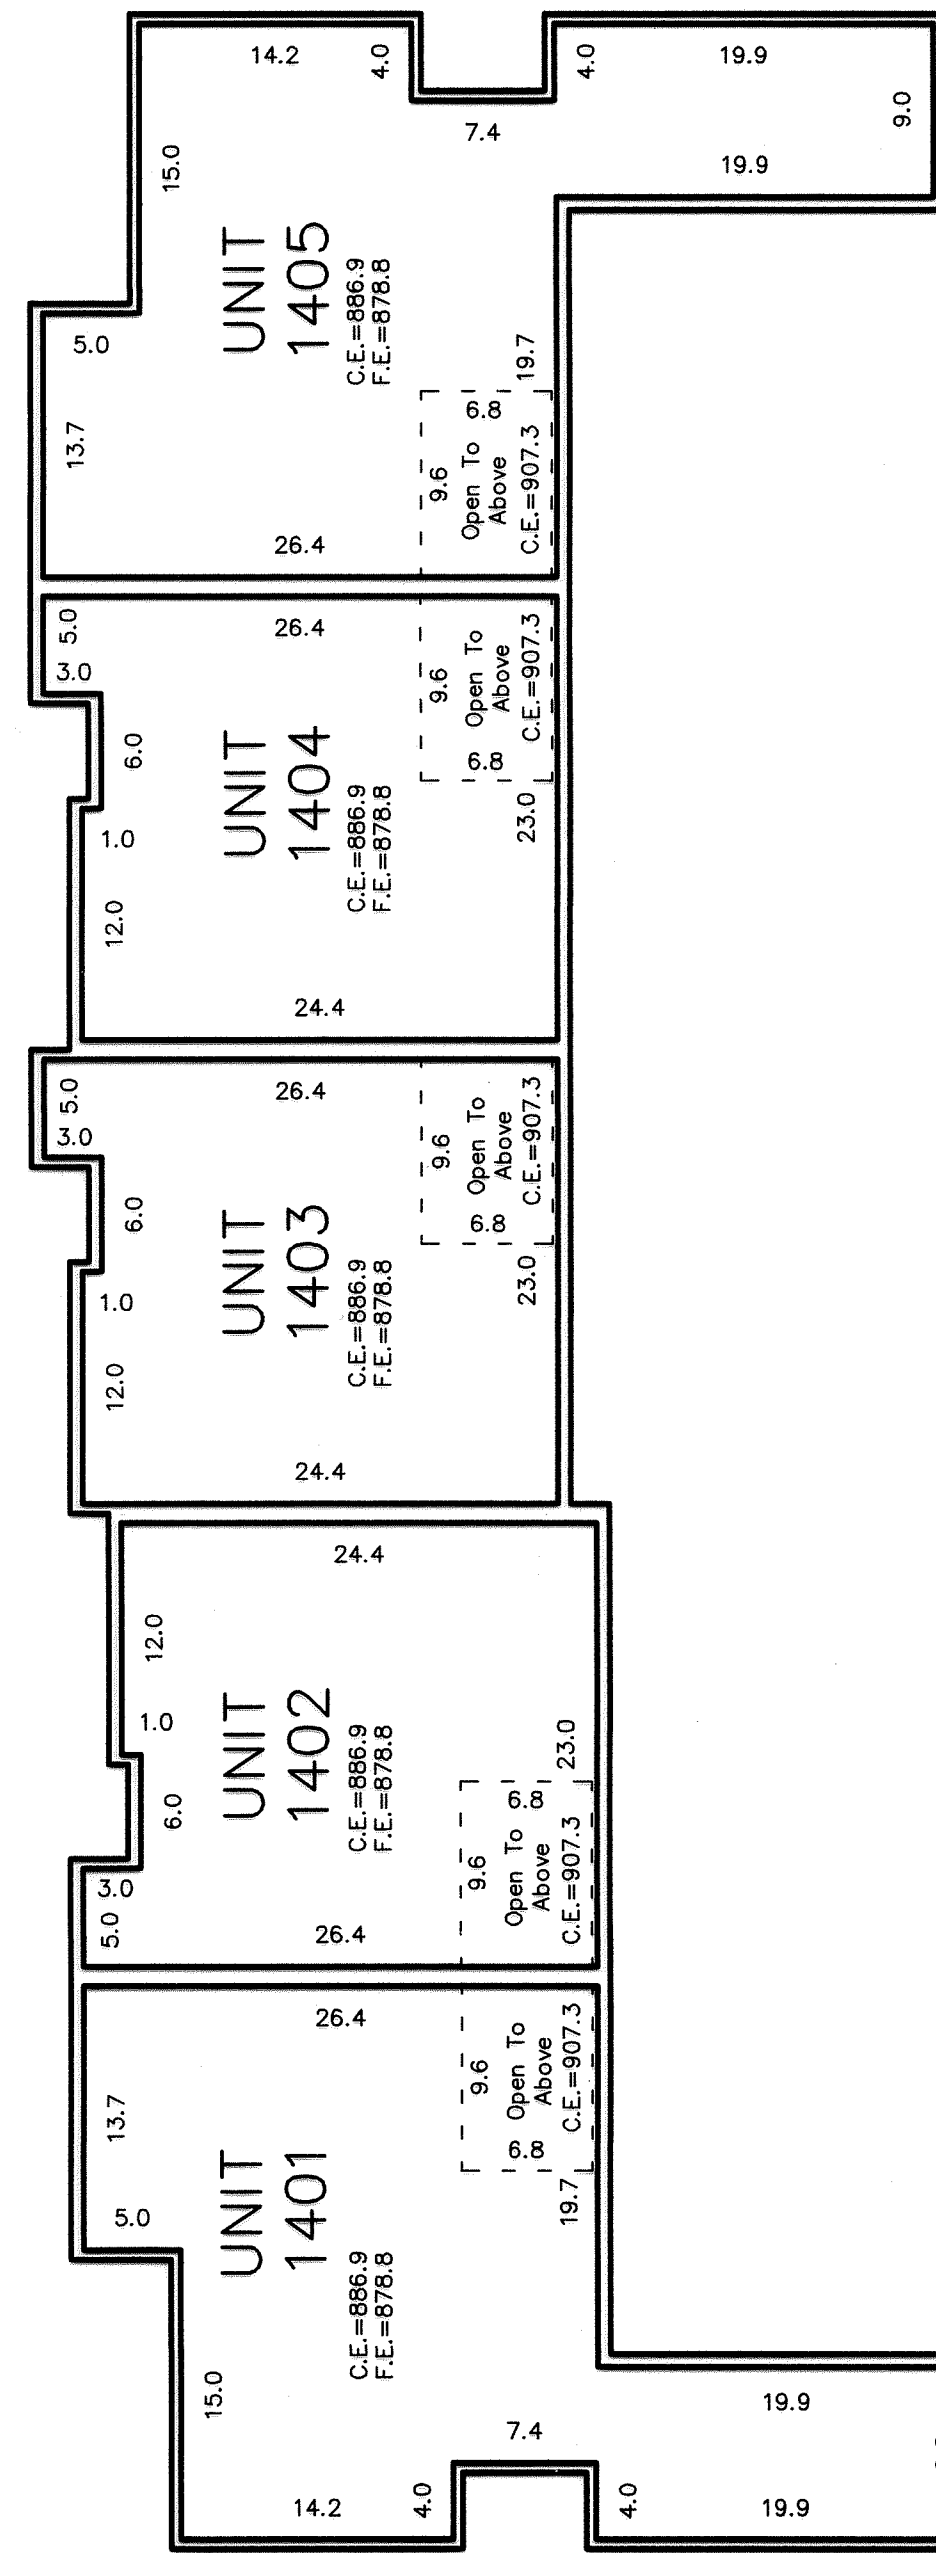 14.2
4.0
4.0
19.9
9.0
7.4
19.9
15.0
UNIT
1405
C.E.=886.9
F.E.=878.8
5.0
13.7
19.7
6.8
9.6
Open To
Above
C.E.=907.3
26.4
5.0
3.0
26.4
9.6
Open To
Above
C.E.=907.3
6.8
6.0
UNIT
1404
C.E.=886.9
F.E.=878.8
23.0
1.0
12.0
24.4
5.0
3.0
26.4
9.6
Open To
Above
C.E.=907.3
6.8
6.0
UNIT
1403
C.E.=886.9
F.E.=878.8
23.0
1.0
12.0
24.4
24.4
12.0
1.0
UNIT
1402
C.E.=886.9
F.E.=878.8
23.0
6.8
6.0
9.6
Open To
Above
C.E.=907.3
3.0
5.0
26.4
26.4
13.7
9.6
Open To
Above
C.E.=907.3
6.8
UNIT
1401
C.E.=886.9
F.E.=878.8
19.7
5.0
15.0
19.9
7.4
14.2
4.0
4.0
19.9